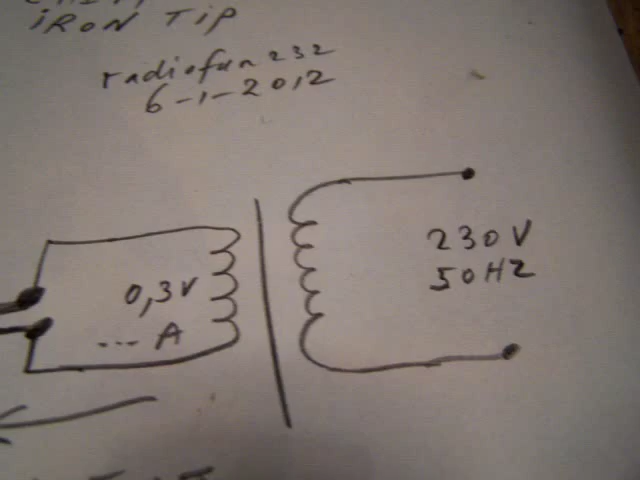 IRON TIP
radiofun232
6-1-2012
230V
50HZ
0,3V
... A